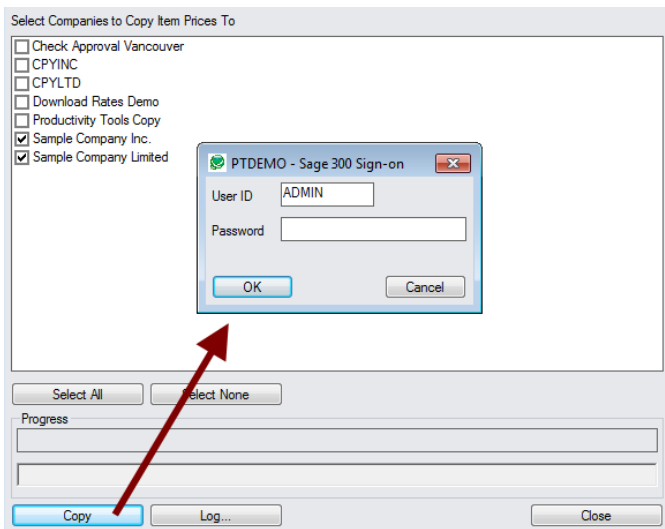 Select Companies to Copy Item Prices To
Check Approval Vancouver
CPYINC
CPYLTD
Download Rates Demo
Productivity Tools Copy
Sample Company Inc.
Sample Company Limited
PTDEMO - Sage 300 Sign-on
User ID ADMIN
Password
OK Cancel
Select All Select None
Progress
Copy Log... Close